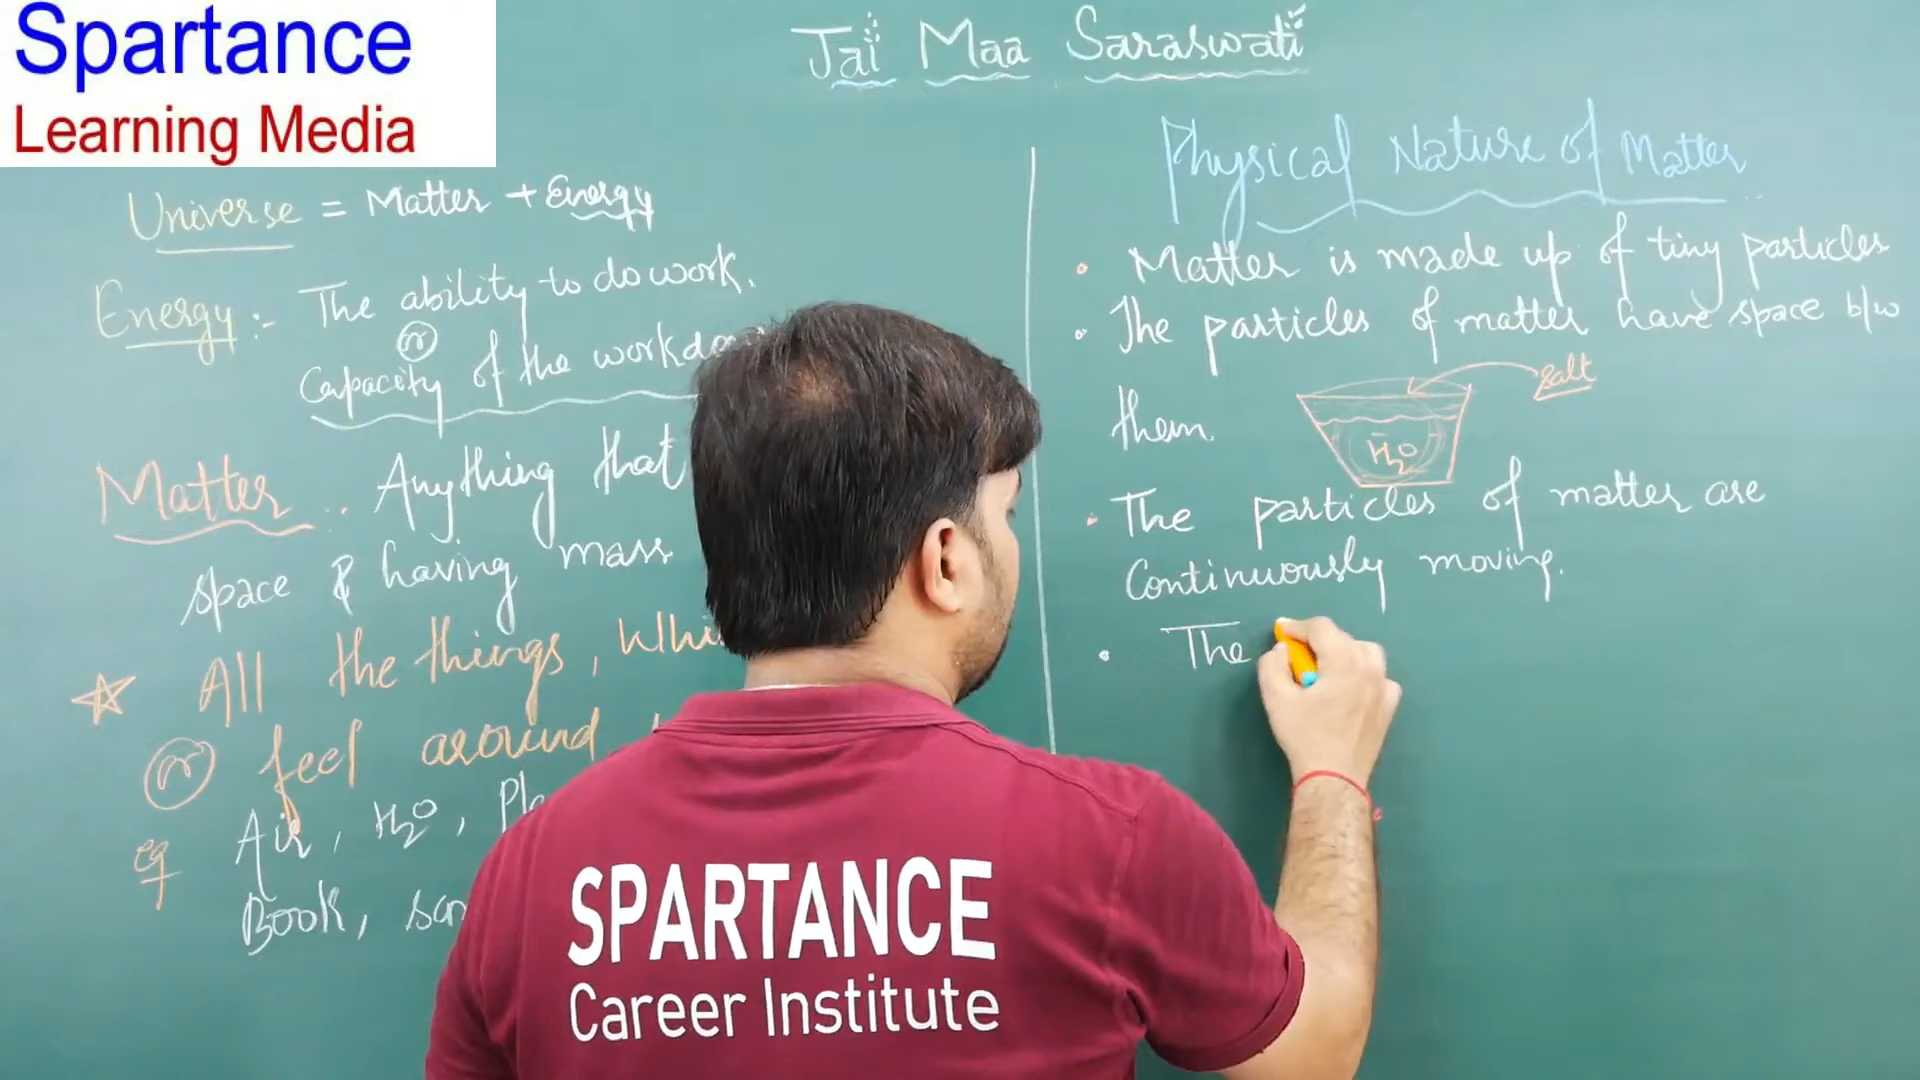 Spartance
Learning Media
Jai Maa Saraswati
Universe = Matter + Energy
Energy :- The ability to do work.
or
Capacity of the
Matter .. Anything that
space & having mass
All the things,
or feel around
eg Air, H2O,
Book,
Physical Nature of Matter
• Matter is made up of tiny particles
• The particles of matter have space b/w
them.
salt
H2O
• The particles of matter are
Continuously moving.
• The
SPARTANCE
Career Institute